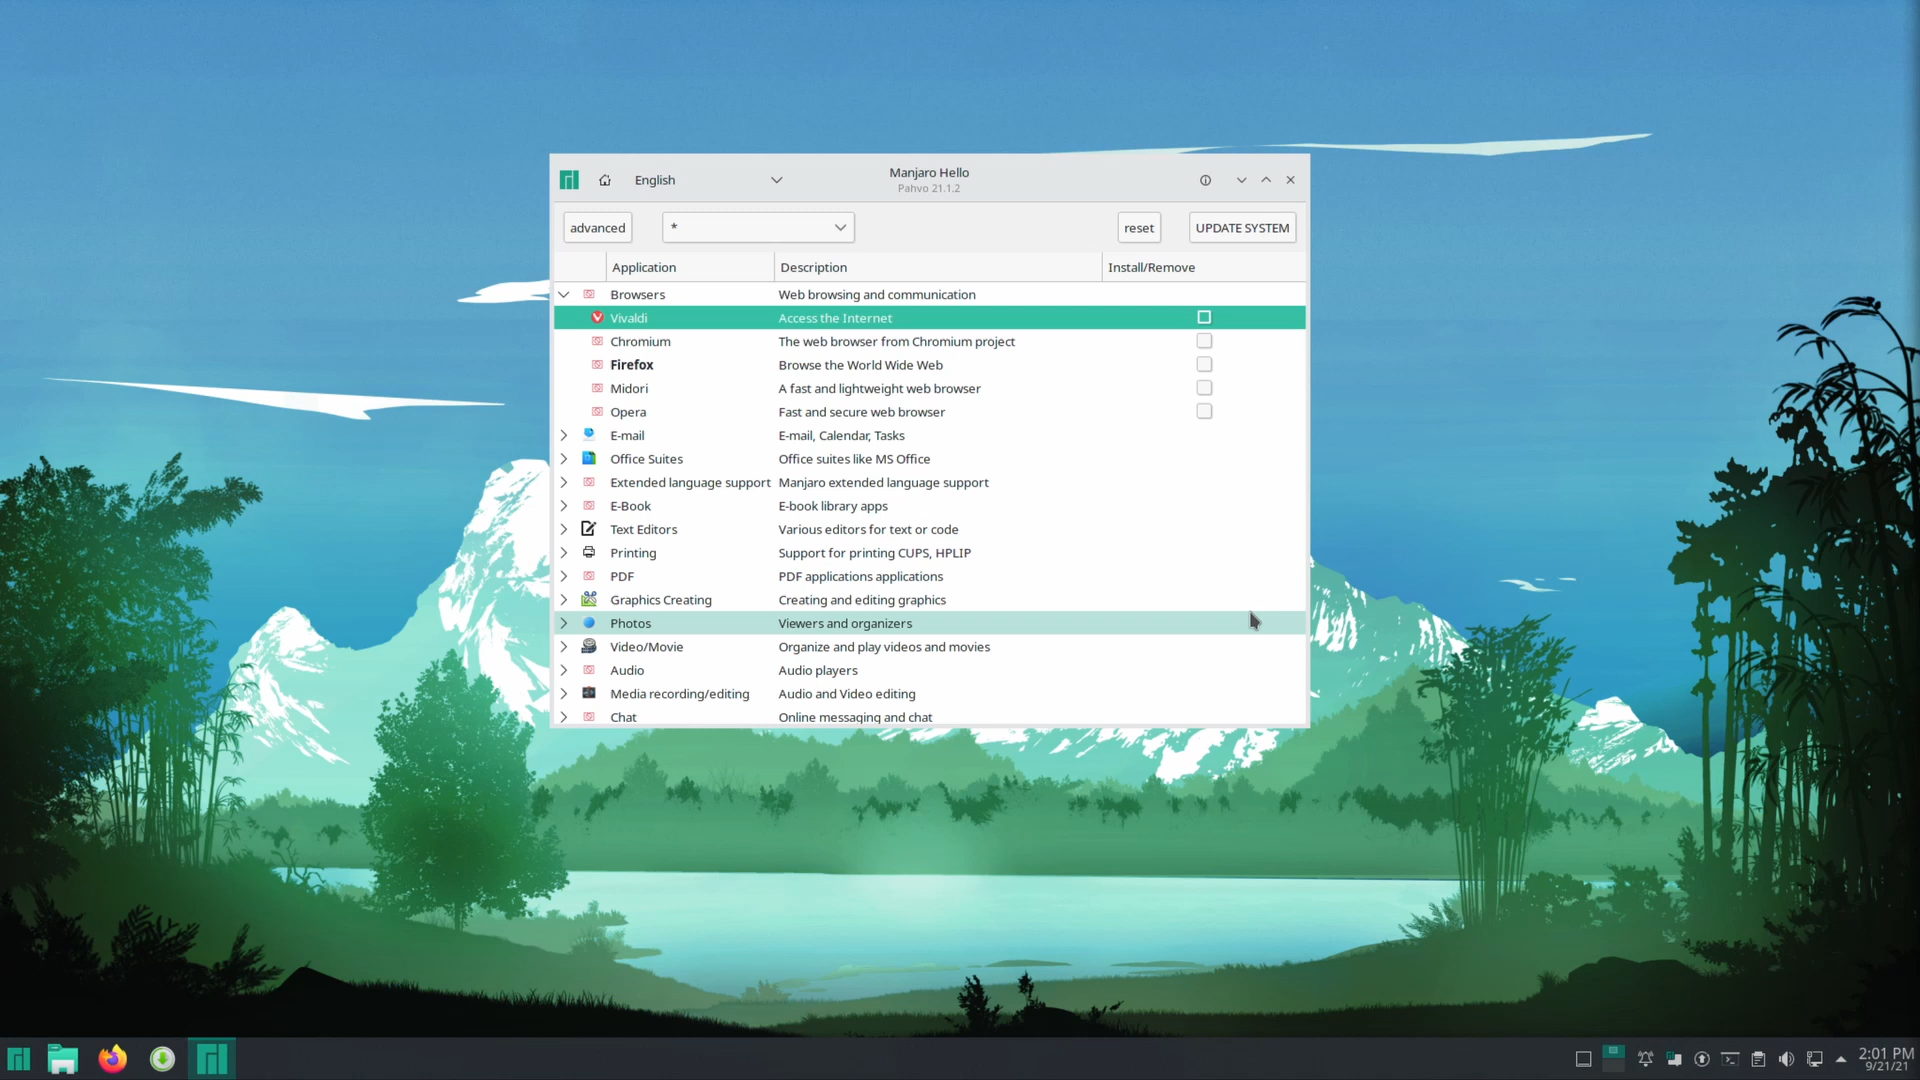 English
Manjaro Hello
Pahvo 21.1.2
advanced
*
reset
UPDATE SYSTEM
Application Description Install/Remove
Browsers Web browsing and communication
Vivaldi Access the Internet
Chromium The web browser from Chromium project
Firefox Browse the World Wide Web
Midori A fast and lightweight web browser
Opera Fast and secure web browser
E-mail E-mail, Calendar, Tasks
Office Suites Office suites like MS Office
Extended language support Manjaro extended language support
E-Book E-book library apps
Text Editors Various editors for text or code
Printing Support for printing CUPS, HPLIP
PDF PDF applications applications
Graphics Creating Creating and editing graphics
Photos Viewers and organizers
Video/Movie Organize and play videos and movies
Audio Audio players
Media recording/editing Audio and Video editing
Chat Online messaging and chat
2:01 PM
9/21/21